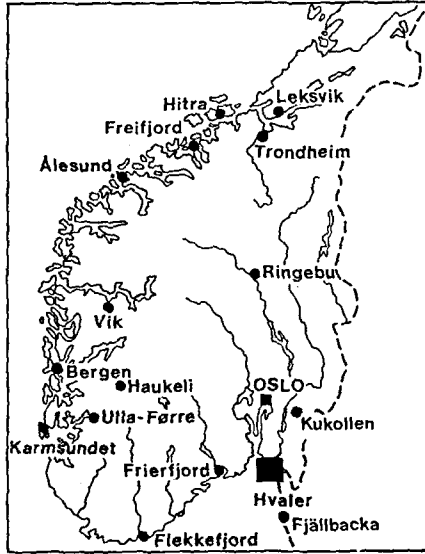 Hitra
Leksvik
Freifjord
Trondheim
Ålesund
Ringebu
Vik
Bergen
Haukeli
OSLO
Ulla-Førre
Kukollen
Karmsundet
Frierfjord
Hvaler
Fjällbacka
Flekkefjord